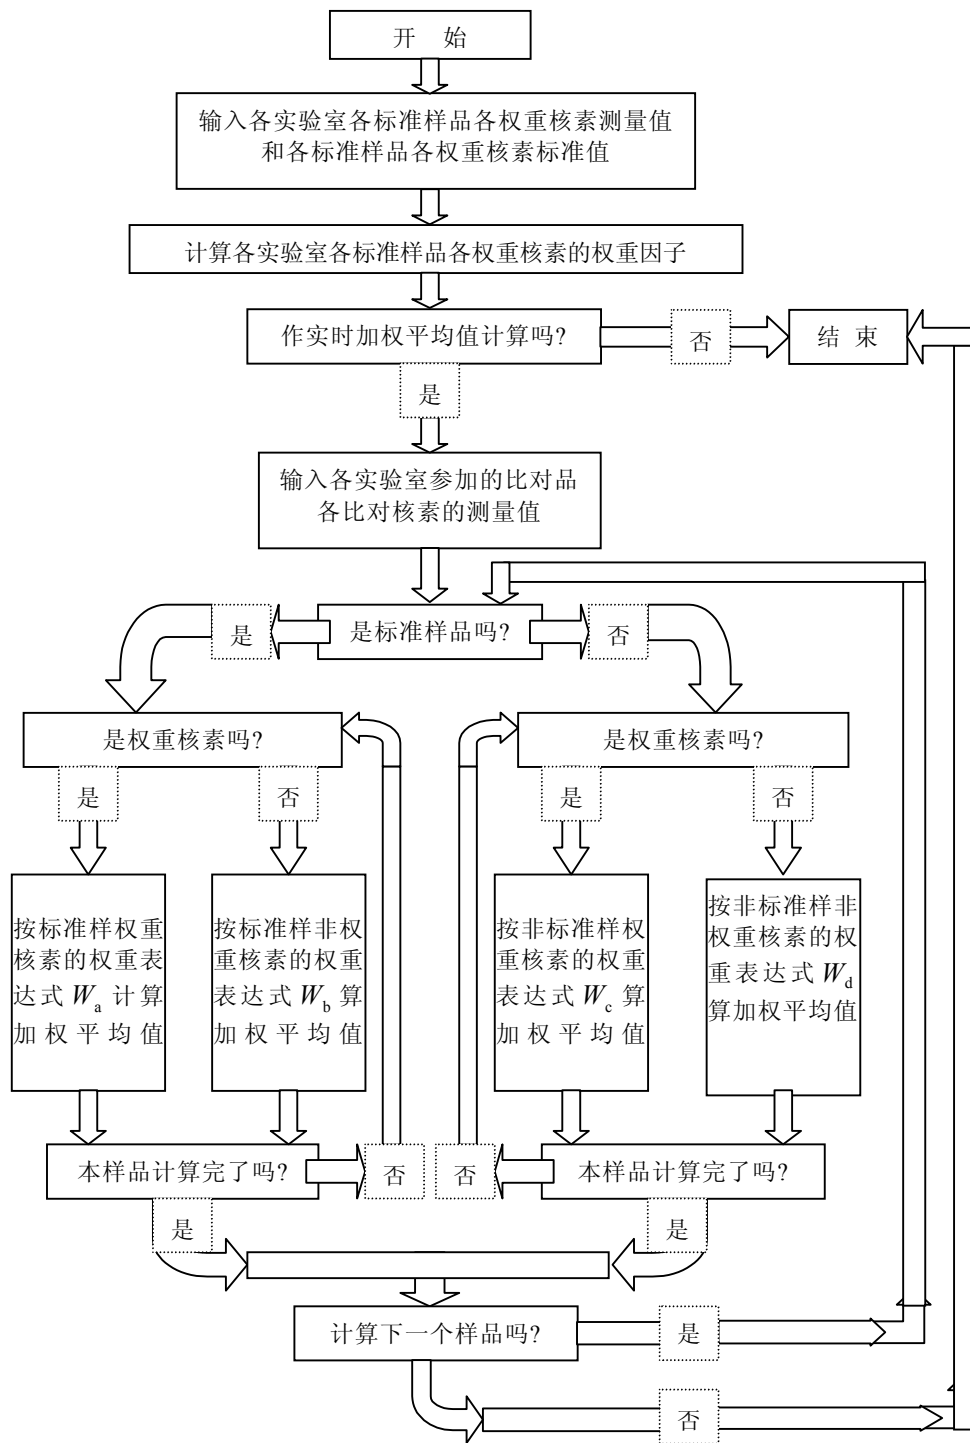 开 始
输入各实验室各标准样品各权重核素测量值
和各标准样品各权重核素标准值
计算各实验室各标准样品各权重核素的权重因子
作实时加权平均值计算吗?
否
结 束
是
输入各实验室参加的比对品
各比对核素的测量值
是
是标准样品吗?
否
是权重核素吗?
是权重核素吗?
是
否
是
否
按标准样权重
核素的权重表
达式 Wa 计算
加权平均值
按标准样非权
重核素的权重
表达式 Wb 算
加权平均值
按非标准样权
重核素的权重
表达式 Wc 算
加权平均值
按非标准样非
权重核素的权
重表达式 Wd
算加权平均值
本样品计算完了吗?
否
否
本样品计算完了吗?
是
是
计算下一个样品吗?
是
否